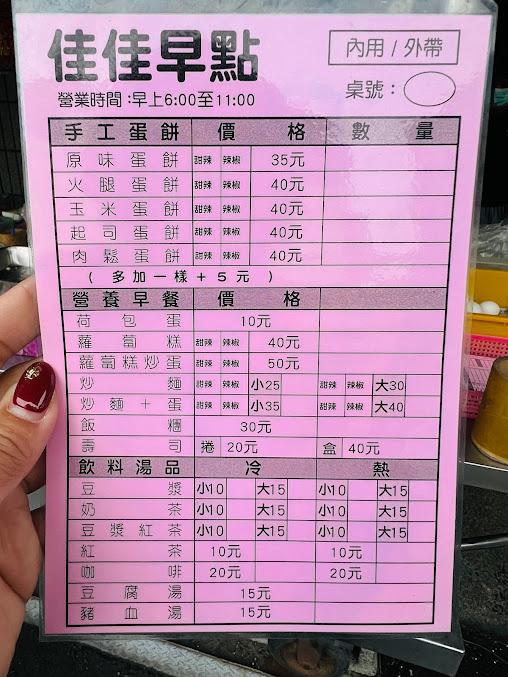 佳佳早點
內用 / 外帶
營業時間:早上6:00至11:00
桌號:
手工蛋餅 價格 數量
原味蛋餅 甜辣 辣椒 35元
火腿蛋餅 甜辣 辣椒 40元
玉米蛋餅 甜辣 辣椒 40元
起司蛋餅 甜辣 辣椒 40元
肉鬆蛋餅 甜辣 辣椒 40元
(多加一樣+5元)
營養早餐 價格
荷包蛋 10元
蘿蔔糕 甜辣 辣椒 40元
蘿蔔糕炒蛋 甜辣 辣椒 50元
炒麵 甜辣 辣椒 小25 甜辣 辣椒 大30
炒麵+蛋 甜辣 辣椒 小35 甜辣 辣椒 大40
飯糰 30元
壽司 捲 20元 盒 40元
飲料湯品 冷 熱
豆漿 小10 大15 小10 大15
奶茶 小10 大15 小10 大15
豆漿紅茶 小10 大15 小10 大15
紅茶 10元 10元
咖啡 20元 20元
豆腐湯 15元
豬血湯 15元